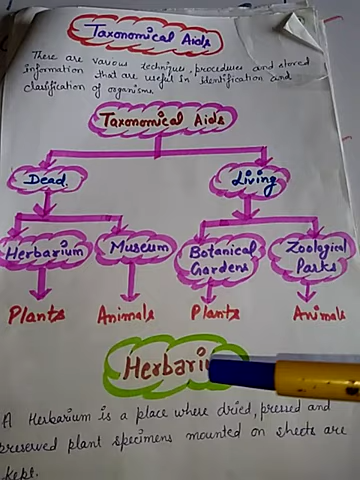 Taxonomical Aids
These are various techniques, procedures and stored
information that are useful in identification and
classification of organisms.
Taxonomical Aids
Dead Living
Herbarium Museum Botanical Gardens Zoological Parks
Plants Animals Plants Animals
Herbariu
A Herbarium is a place where dried, pressed and
preserved plant specimens mounted on sheets are
kept.